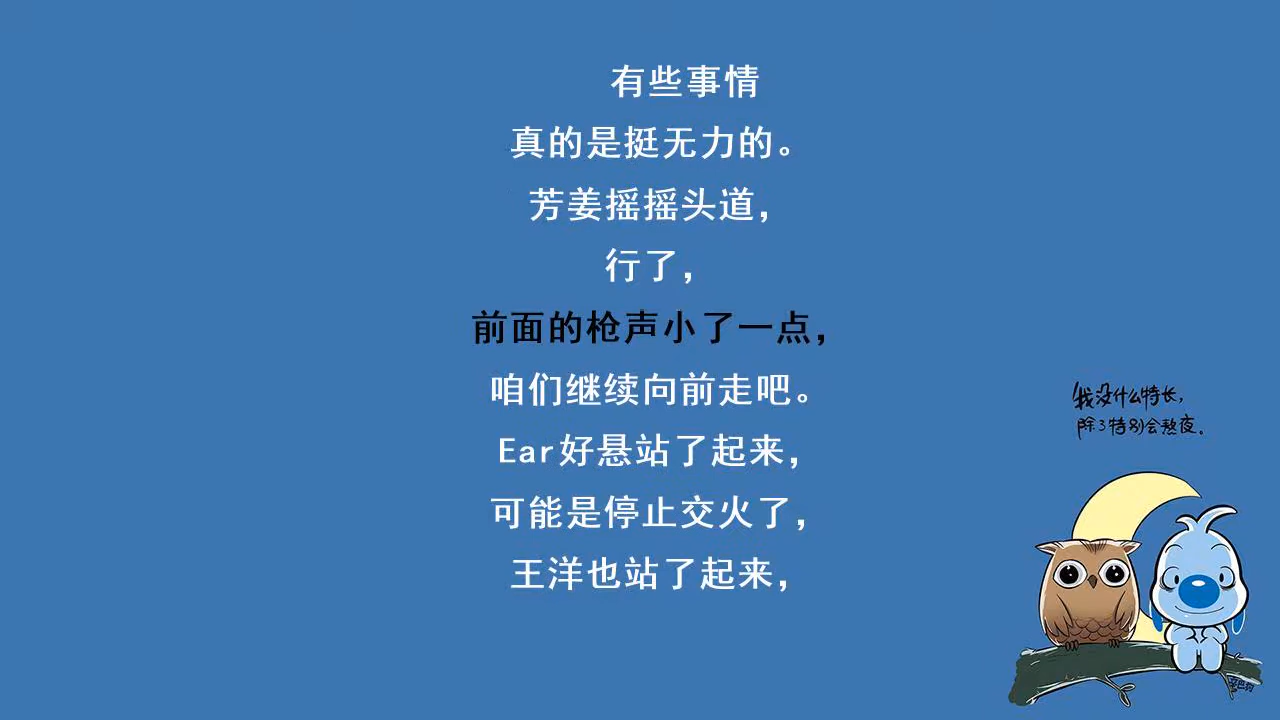 有些事情
真的是挺无力的。
芳姜摇摇头道，
行了，
前面的枪声小了一点，
咱们继续向前走吧。
Ear好悬站了起来，
可能是停止交火了，
王洋也站了起来，
我没什么特长，
除了特别会熬夜。